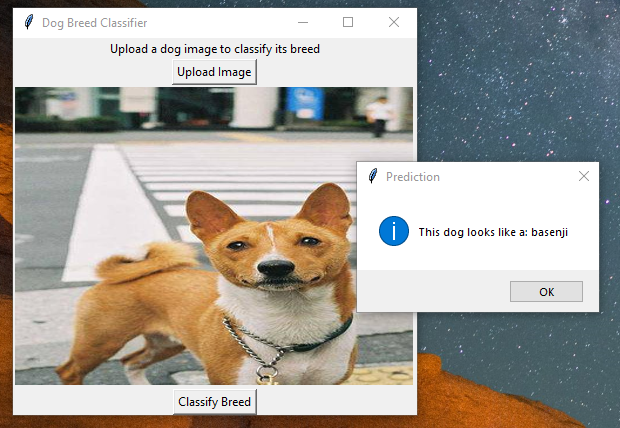 Dog Breed Classifier
Upload a dog image to classify its breed
Upload Image
Prediction
This dog looks like a: basenji
OK
Classify Breed